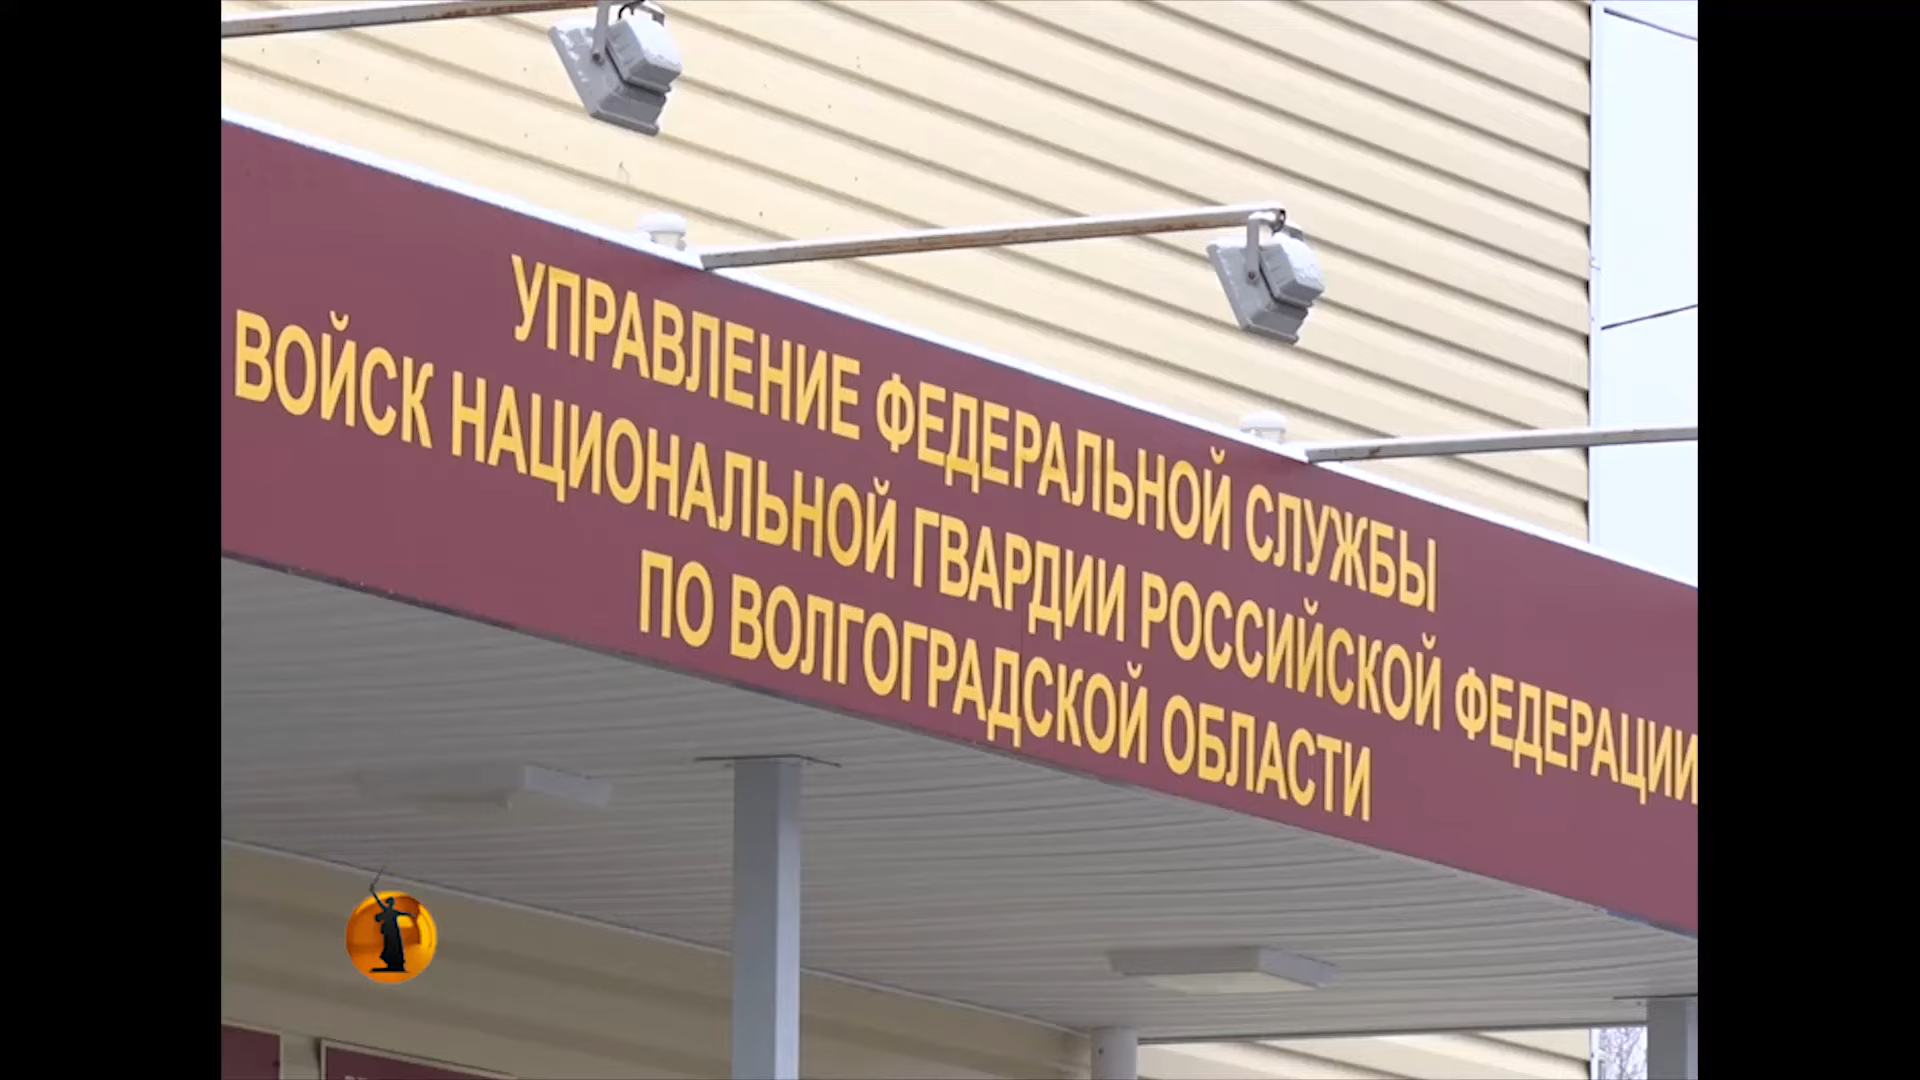 УПРАВЛЕНИЕ ФЕДЕРАЛЬНОЙ СЛУЖБЫ
ВОЙСК НАЦИОНАЛЬНОЙ ГВАРДИИ РОССИЙСКОЙ ФЕДЕРАЦИИ
ПО ВОЛГОГРАДСКОЙ ОБЛАСТИ